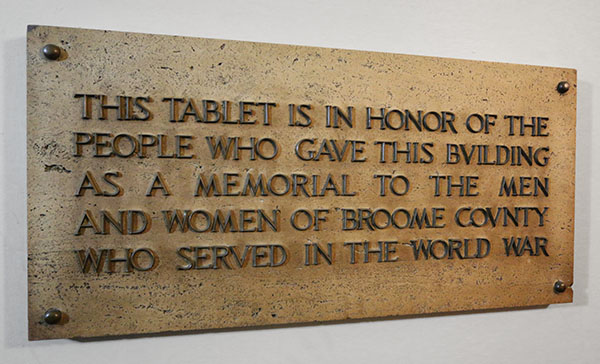 THIS TABLET IS IN HONOR OF THE
PEOPLE WHO GAVE THIS BVILDING
AS A MEMORIAL TO THE MEN
AND WOMEN OF BROOME COVNTY
WHO SERVED IN THE WORLD WAR